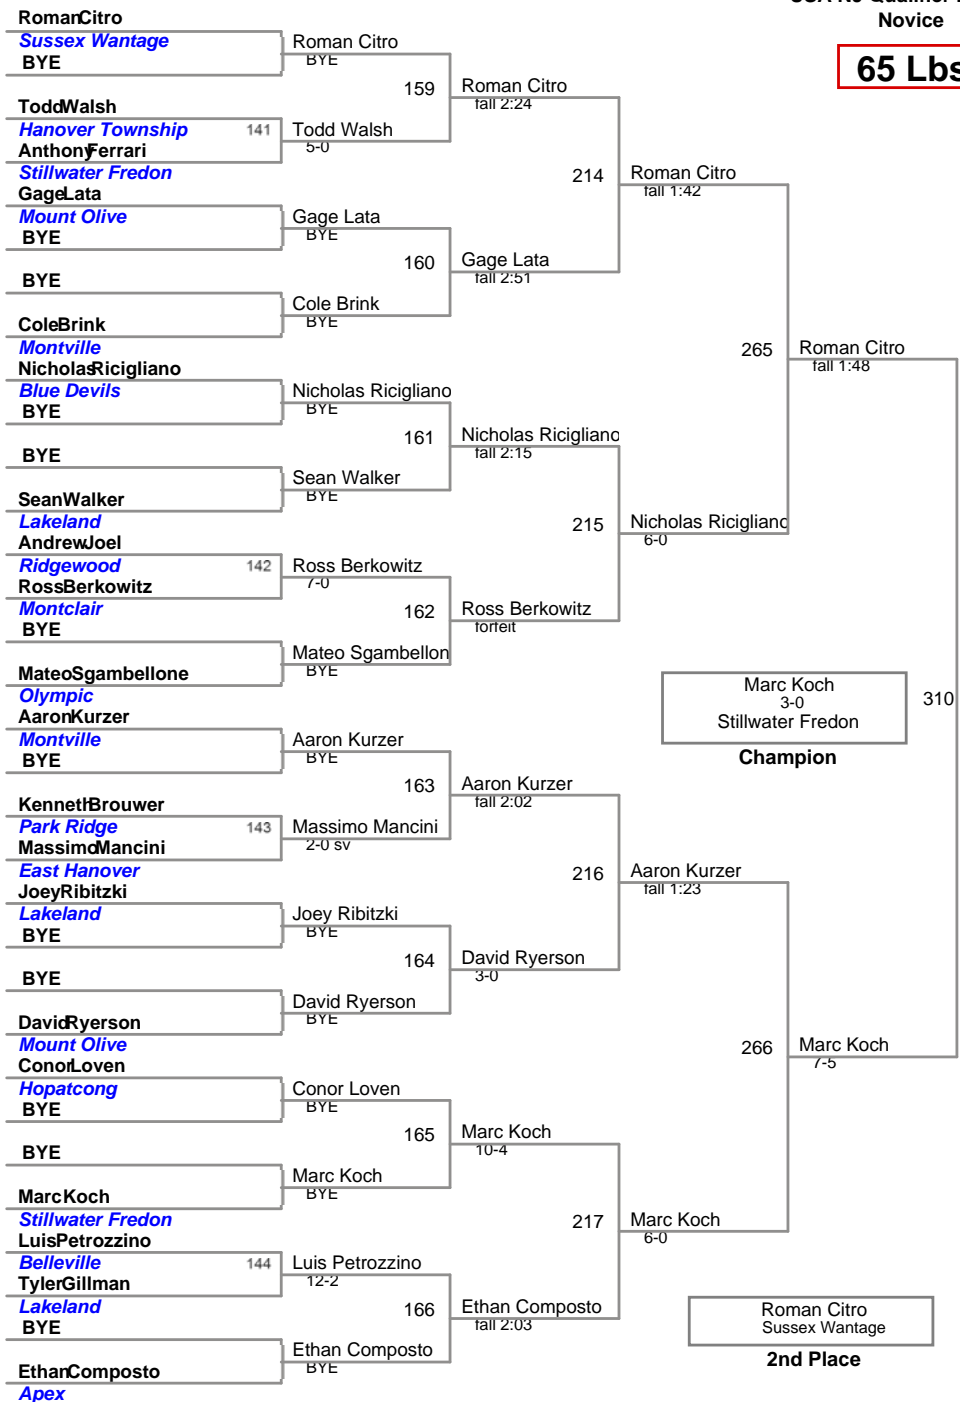 Novice
65 Lbs
RomanCitro
Sussex Wantage
BYE
ToddWalsh
Hanover Township
AnthonyFerrari
Stillwater Fredon
GageLata
Mount Olive
BYE
BYE
ColeBrink
Montville
NicholasRicigliano
Blue Devils
BYE
BYE
SeanWalker
Lakeland
AndrewJoel
Ridgewood
RossBerkowitz
Montclair
BYE
MateoSgambellone
Olympic
AaronKurzer
Montville
BYE
KennethBrouwer
Park Ridge
MassimoMancini
East Hanover
JoeyRibitzki
Lakeland
BYE
BYE
DavidRyerson
Mount Olive
ConorLoven
Hopatcong
BYE
BYE
MarcKoch
Stillwater Fredon
LuisPetrozzino
Belleville
TylerGillman
Lakeland
BYE
EthanComposto
Apex
141
142
143
144
Roman Citro
BYE
Todd Walsh
5-0
Gage Lata
BYE
Cole Brink
BYE
Nicholas Ricigliano
BYE
Sean Walker
BYE
Ross Berkowitz
7-0
Mateo Sgambellon
BYE
Aaron Kurzer
BYE
Massimo Mancini
2-0 sv
Joey Ribitzki
BYE
David Ryerson
BYE
Conor Loven
BYE
Marc Koch
BYE
Luis Petrozzino
12-2
Ethan Composto
BYE
159
160
161
162
163
164
165
166
Roman Citro
fall 2:24
Gage Lata
fall 2:51
Nicholas Ricigliano
fall 2:15
Ross Berkowitz
forfeit
Aaron Kurzer
fall 2:02
David Ryerson
3-0
Marc Koch
10-4
Ethan Composto
fall 2:03
214
215
216
217
Roman Citro
fall 1:42
Nicholas Ricigliano
6-0
Aaron Kurzer
fall 1:23
Marc Koch
6-0
265
266
Roman Citro
fall 1:48
Marc Koch
7-5
310
Marc Koch
3-0
Stillwater Fredon
Champion
Roman Citro
Sussex Wantage
2nd Place